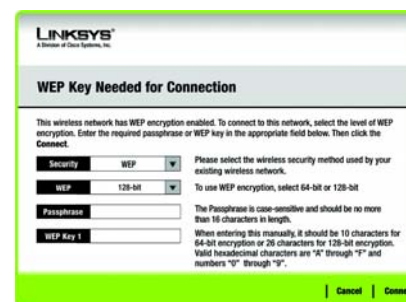 LINKSYS®
A Division of Cisco Systems, Inc.
WEP Key Needed for Connection
This wireless network has WEP encryption enabled. To connect to this network, select the level of WEP
encryption. Enter the required passphrase or WEP key in the appropriate field below. Then click the
Connect.
Security WEP Please select the wireless security method used by your
existing wireless network.
WEP 128-bit To use WEP encryption, select 64-bit or 128-bit
Passphrase The Passphrase is case-sensitive and should be no more
than 16 characters in length.
WEP Key 1 When entering this manually, it should be 10 characters for
64-bit encryption or 26 characters for 128-bit encryption.
Valid hexadecimal characters are "A" through "F" and
numbers "0" through "9".
Cancel Conne